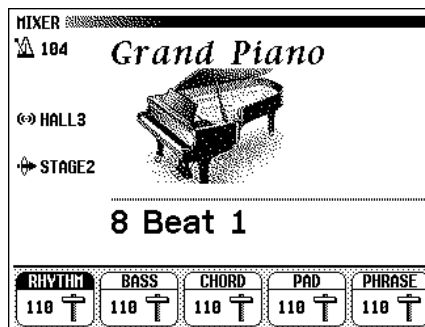 MIXER
104
Grand Piano
HALL3
STAGE2
8 Beat 1
RHYTHM BASS CHORD PAD PHRASE
110 110 110 110 110